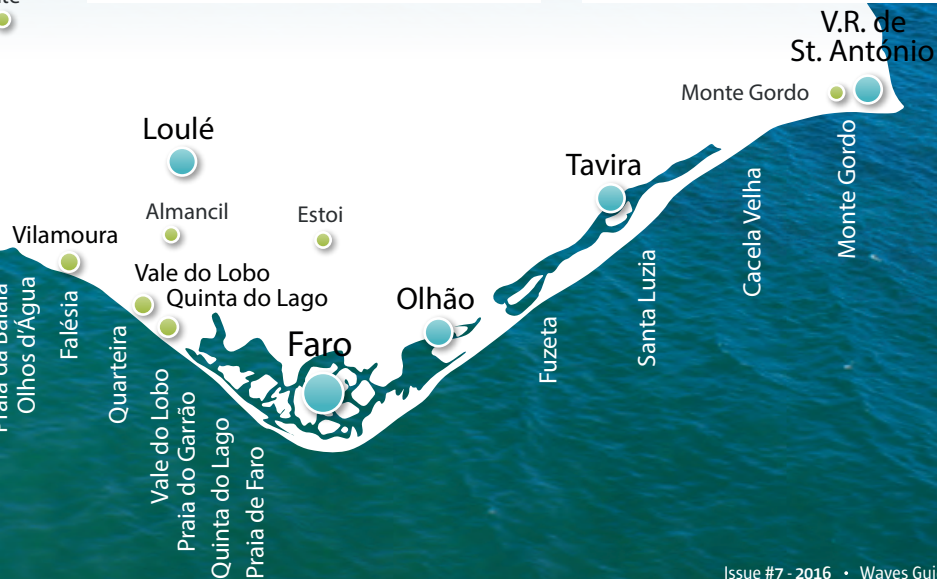 V.R. de
St. António
Monte Gordo
Loulé
Tavira
Almancil
Estoi
Vilamoura
Vale do Lobo
Quinta do Lago
Olhão
Faro
Olhos d'Água
Falésia
Quarteira
Vale do Lobo
Praia do Garrão
Quinta do Lago
Praia de Faro
Fuzeta
Santa Luzia
Cacela Velha
Monte Gordo
Issue #7 - 2016 • Waves Gui